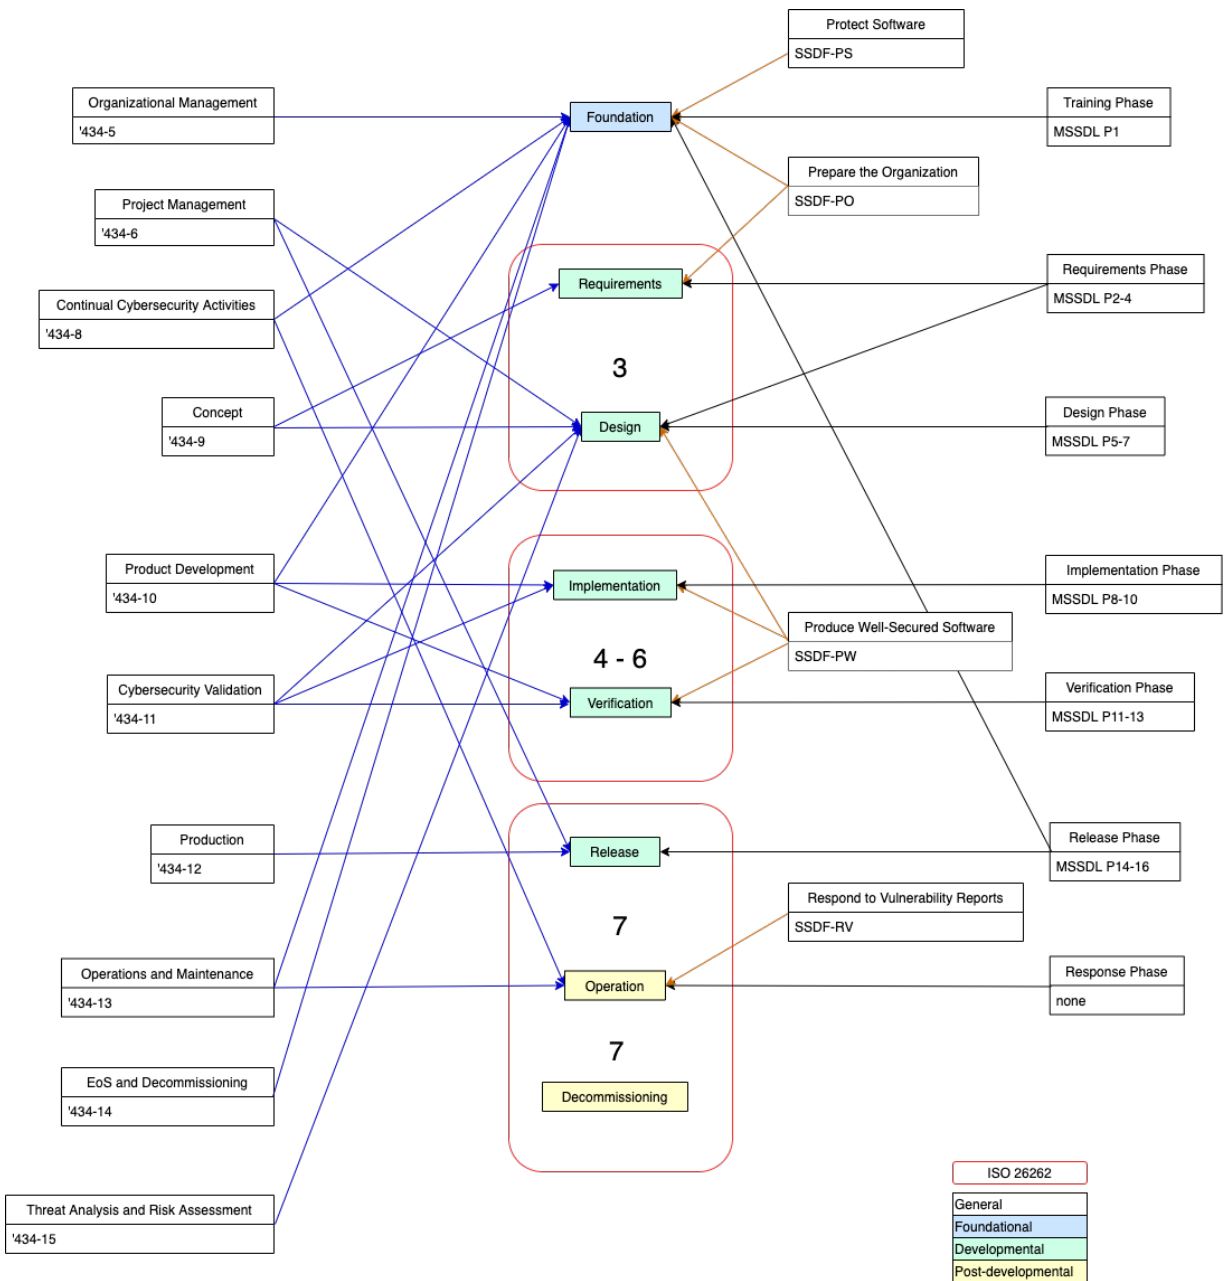 Protect Software
SSDF-PS
Organizational Management
'434-5
Foundation
Training Phase
MSSDL P1
Prepare the Organization
SSDF-PO
Project Management
'434-6
Requirements
Requirements Phase
MSSDL P2-4
Continual Cybersecurity Activities
'434-8
3
Concept
'434-9
Design
Design Phase
MSSDL P5-7
Product Development
'434-10
Implementation
Implementation Phase
MSSDL P8-10
Produce Well-Secured Software
SSDF-PW
4 - 6
Cybersecurity Validation
'434-11
Verification
Verification Phase
MSSDL P11-13
Production
'434-12
Release
Release Phase
MSSDL P14-16
Respond to Vulnerability Reports
SSDF-RV
7
Operations and Maintenance
'434-13
Operation
Response Phase
none
7
EoS and Decommissioning
'434-14
Decommissioning
Threat Analysis and Risk Assessment
'434-15
ISO 26262
General
Foundational
Developmental
Post-developmental